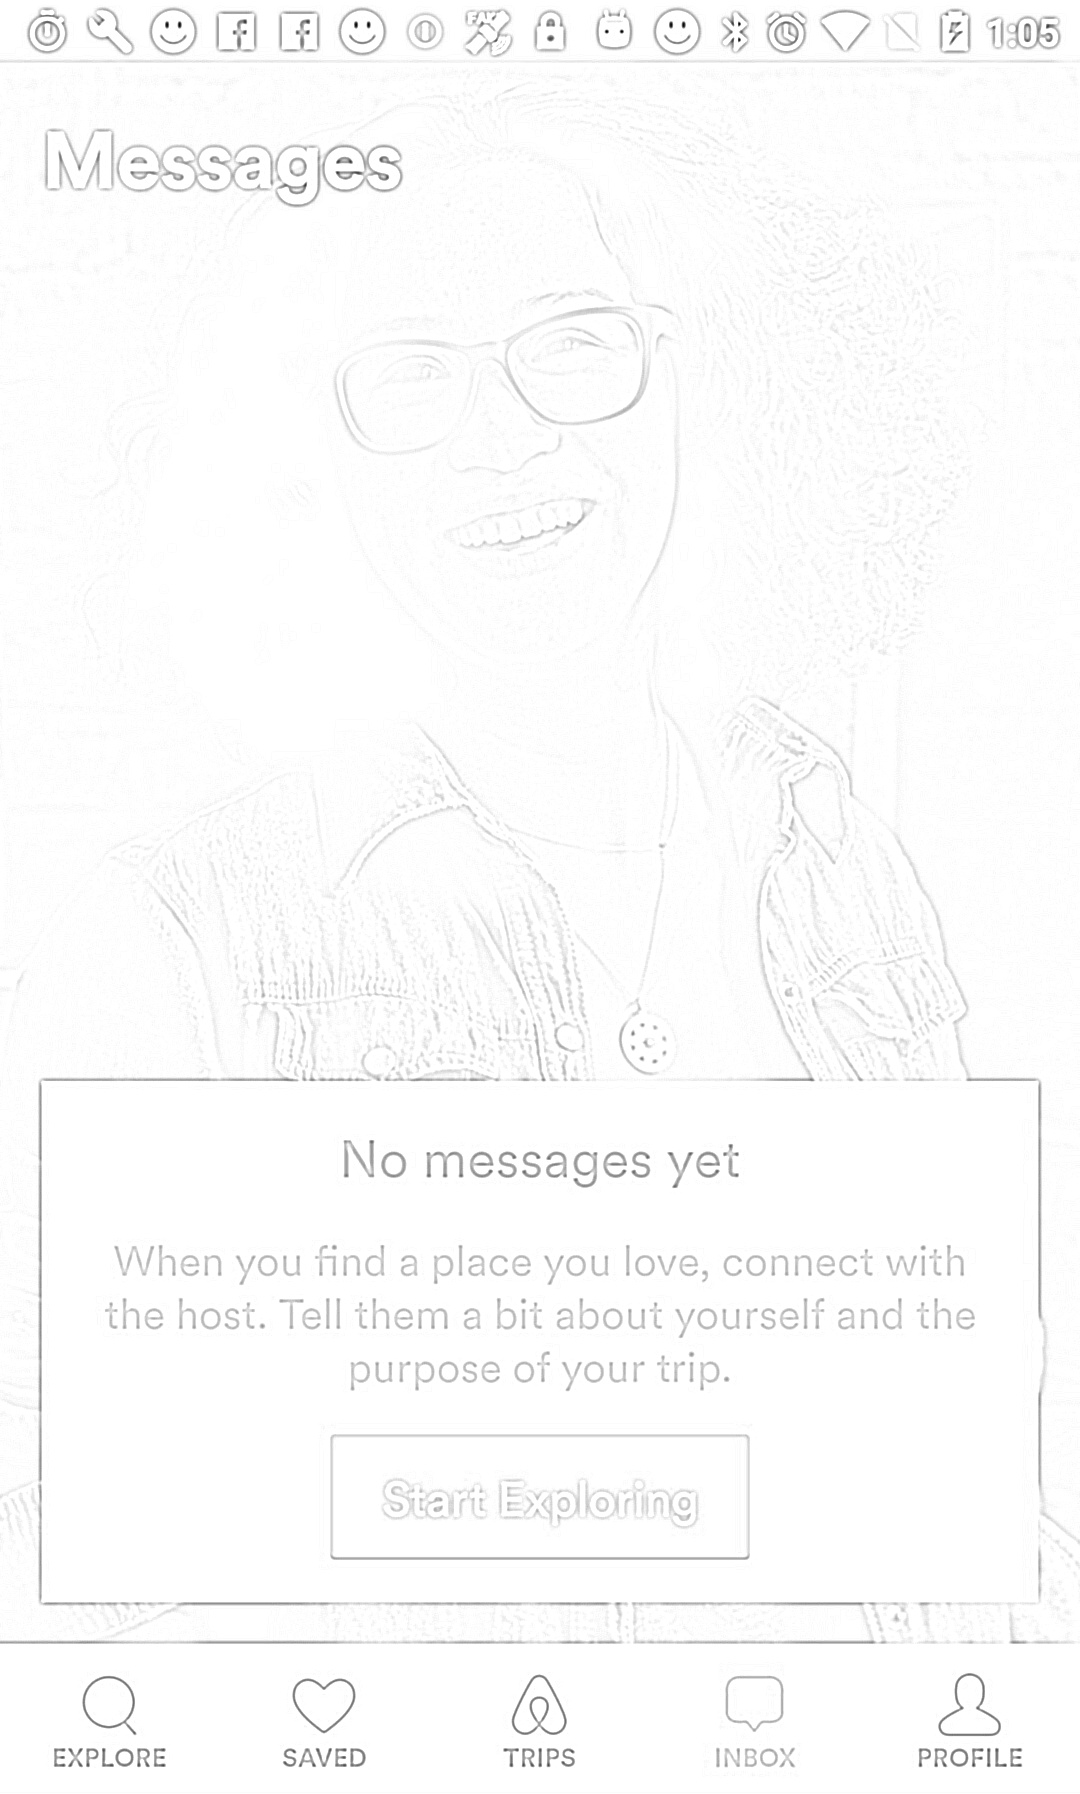 1:05
Messages
No messages yet
When you find a place you love, connect with
the host. Tell them a bit about yourself and the
purpose of your trip.
Start Exploring
EXPLORE SAVED TRIPS INBOX PROFILE